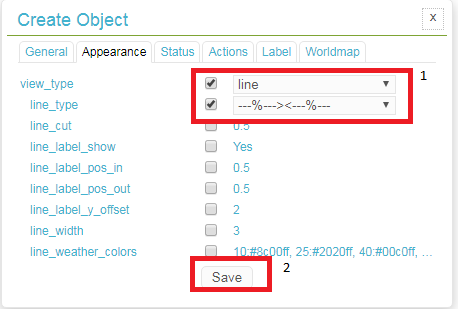 Create Object x
General Appearance Status Actions Label Worldmap
view_type line 1
line_type ---%---><---%---
line_cut 0.5
line_label_show Yes
line_label_pos_in 0.5
line_label_pos_out 0.5
line_label_y_offset 2
line_width 3
line_weather_colors 10:#8c00ff, 25:#2020ff, 40:#00c0ff, ...
Save 2